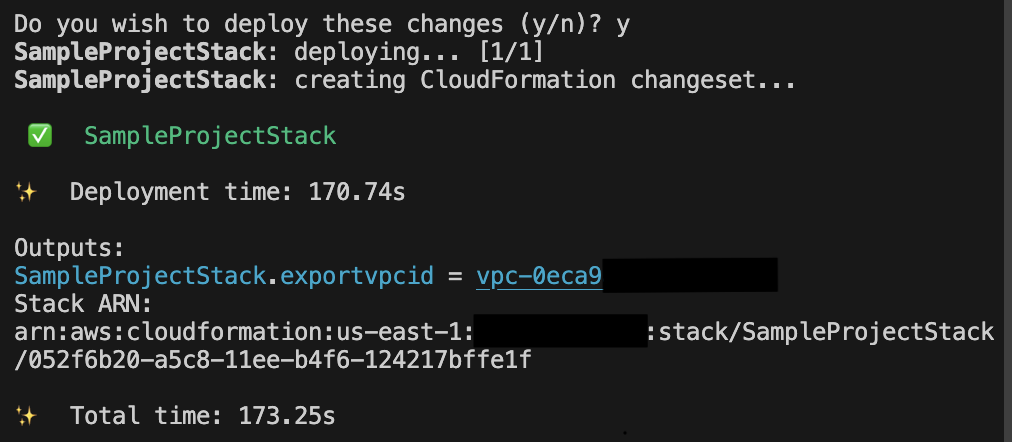 Do you wish to deploy these changes (y/n)? y
SampleProjectStack: deploying... [1/1]
SampleProjectStack: creating CloudFormation changeset...
✅ SampleProjectStack
✨ Deployment time: 170.74s
Outputs:
SampleProjectStack.exportvpcid = vpc-0eca9
Stack ARN:
arn:aws:cloudformation:us-east-1: :stack/SampleProjectStack
/052f6b20-a5c8-11ee-b4f6-124217bffe1f
✨ Total time: 173.25s